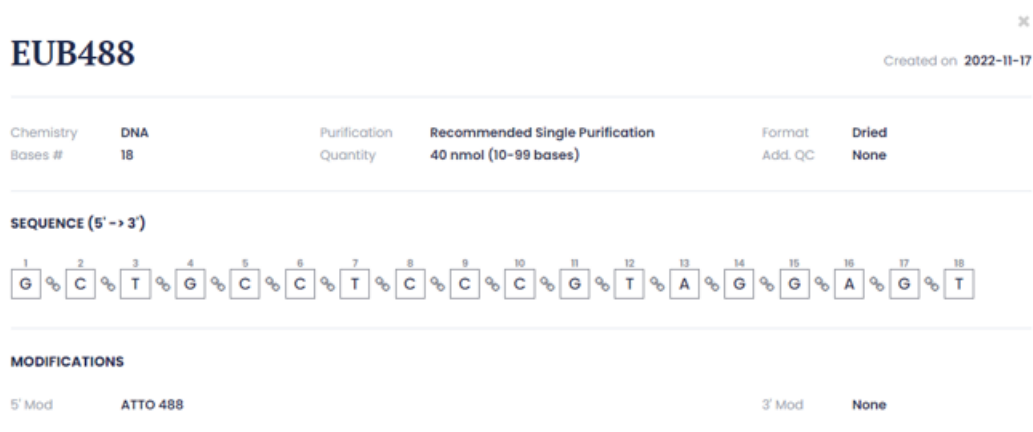 ×
EUB488
Created on 2022-11-17
Chemistry DNA Purification Recommended Single Purification Format Dried
Bases # 18 Quantity 40 nmol (10-99 bases) Add. QC None
SEQUENCE (5' -> 3')
1 2 3 4 5 6 7 8 9 10 11 12 13 14 15 16 17 18
G C T G C C T C C C G T A G G A G T
MODIFICATIONS
5' Mod ATTO 488 3' Mod None